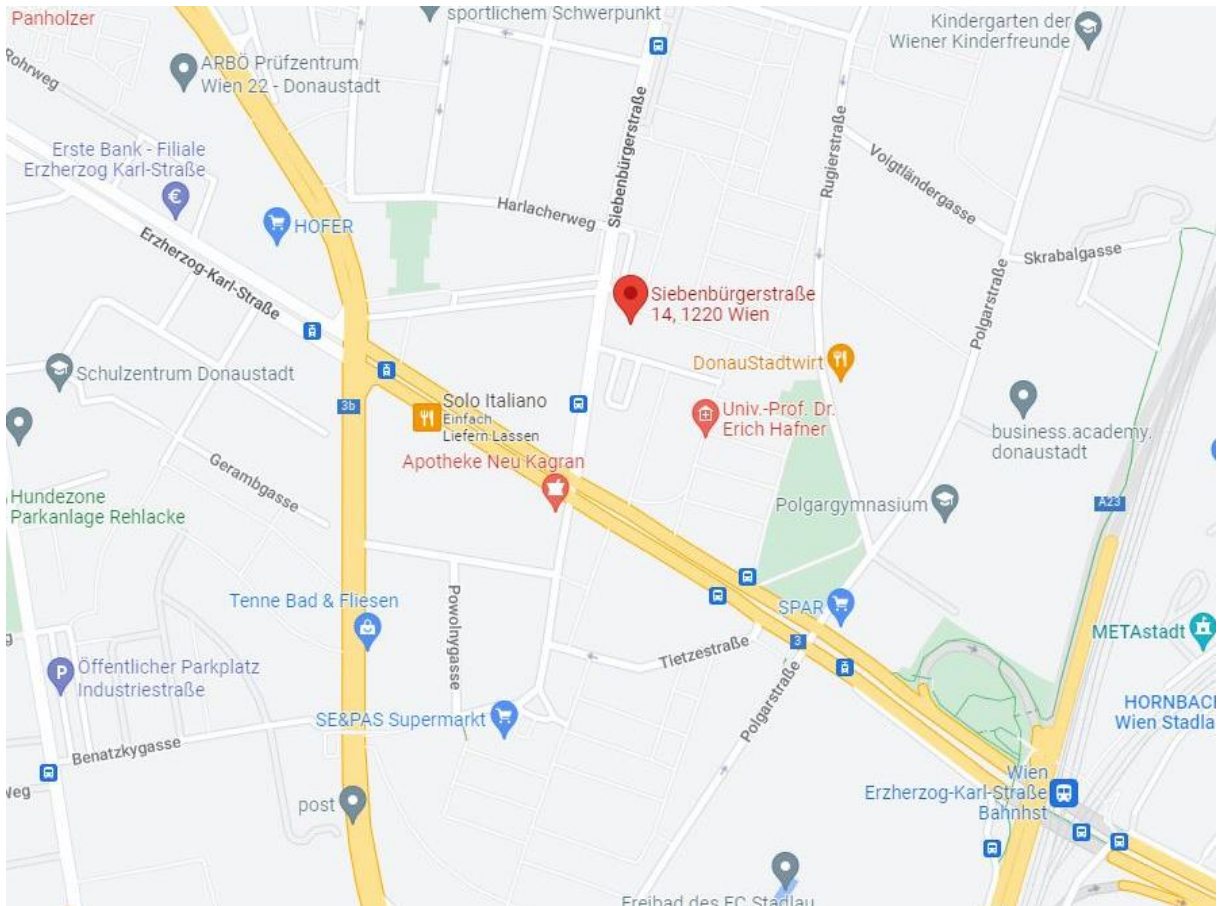 Panholzer
sportlichem Schwerpunkt
Kindergarten der
Wiener Kinderfreunde
ARBÖ Prüfzentrum
Wien 22 - Donaustadt
Rohrweg
Erste Bank - Filiale
Erzherzog Karl-Straße
€
HOFER
Erzherzog-Karl-Straße
Harlacherweg
Siebenbürgerstraße
Rugierstraße
Voigtländergasse
Skrabalgasse
Polgarstraße
Siebenbürgerstraße
14, 1220 Wien
DonauStadtwirt
Schulzentrum Donaustadt
3b
Solo Italiano
Einfach
Liefern Lassen
Univ.-Prof. Dr.
Erich Hafner
business.academy.
donaustadt
Apotheke Neu Kagran
Gerambgasse
Hundezone
Parkanlage Rehlacke
Polgargymnasium
A23
Powolnygasse
Tenne Bad & Fliesen
SPAR
3
METAstadt
Tietzestraße
P
Öffentlicher Parkplatz
Industriestraße
Polgarstraße
SE&PAS Supermarkt
HORNBACH
Wien Stadla
Benatzkygasse
Weg
post
Wien
Erzherzog-Karl-Straße
Bahnhst
Freibad des FC Stadlau